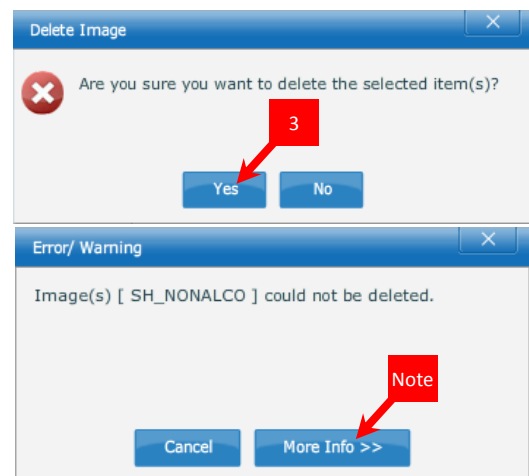 Delete Image
Are you sure you want to delete the selected item(s)?
3
Yes No
Error/ Warning
Image(s) [ SH_NONALCO ] could not be deleted.
Note
Cancel More Info >>